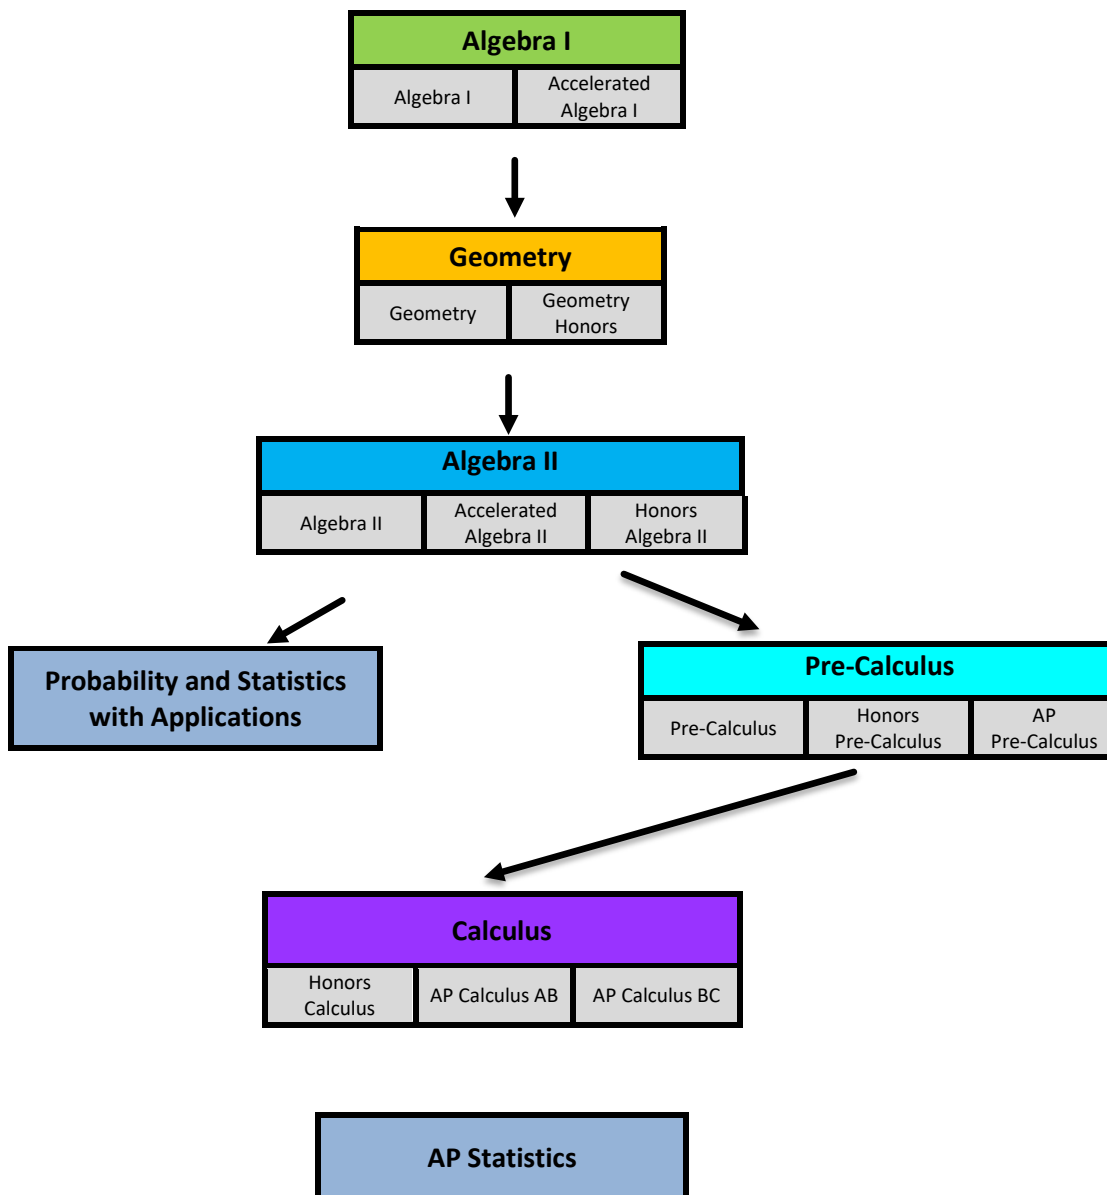 Algebra I
Algebra I
Accelerated
Algebra I
Geometry
Geometry
Geometry
Honors
Algebra II
Algebra II
Accelerated
Algebra II
Honors
Algebra II
Probability and Statistics
with Applications
Pre-Calculus
Pre-Calculus
Honors
Pre-Calculus
AP
Pre-Calculus
Calculus
Honors
Calculus
AP Calculus AB
AP Calculus BC
AP Statistics